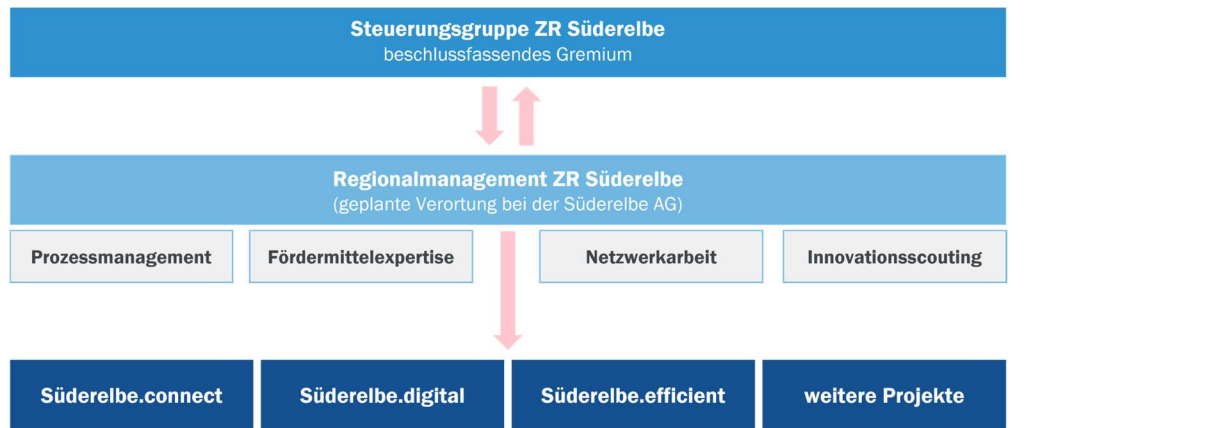 Steuerungsgruppe ZR Süderelbe
beschlussfassendes Gremium
Regionalmanagement ZR Süderelbe
(geplante Verortung bei der Süderelbe AG)
Prozessmanagement
Fördermittelexpertise
Netzwerkarbeit
Innovationsscouting
Süderelbe.connect
Süderelbe.digital
Süderelbe.efficient
weitere Projekte